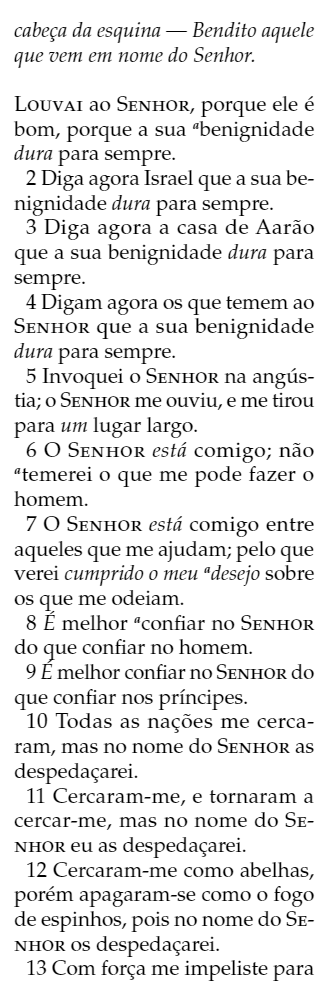 cabeça da esquina — Bendito aquele
que vem em nome do Senhor.
Louvai ao Senhor, porque ele é
bom, porque a sua ᵃbenignidade
dura para sempre.
2 Diga agora Israel que a sua be-
nignidade dura para sempre.
3 Diga agora a casa de Aarão
que a sua benignidade dura para
sempre.
4 Digam agora os que temem ao
Senhor que a sua benignidade
dura para sempre.
5 Invoquei o Senhor na angús-
tia; o Senhor me ouviu, e me tirou
para um lugar largo.
6 O Senhor está comigo; não
ᵃtemerei o que me pode fazer o
homem.
7 O Senhor está comigo entre
aqueles que me ajudam; pelo que
verei cumprido o meu ᵃdesejo sobre
os que me odeiam.
8 É melhor ᵃconfiar no Senhor
do que confiar no homem.
9 É melhor confiar no Senhor do
que confiar nos príncipes.
10 Todas as nações me cerca-
ram, mas no nome do Senhor as
despedaçarei.
11 Cercaram-me, e tornaram a
cercar-me, mas no nome do Se-
nhor eu as despedaçarei.
12 Cercaram-me como abelhas,
porém apagaram-se como o fogo
de espinhos, pois no nome do Se-
nhor os despedaçarei.
13 Com força me impeliste para